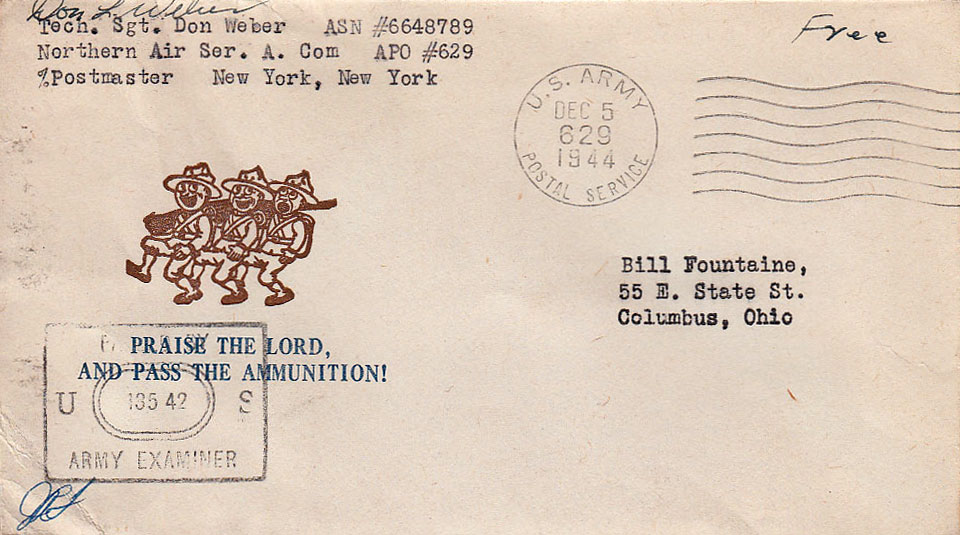 Don L. Weber
Tech. Sgt. Don Weber ASN #6648789
Northern Air Ser. A. Com APO #629
%Postmaster New York, New York
Free
U.S. ARMY
DEC 5
629
1944
POSTAL SERVICE
Bill Fountaine,
55 E. State St.
Columbus, Ohio
PRAISE THE LORD,
AND PASS THE AMMUNITION!
BY
U 13542 S
ARMY EXAMINER